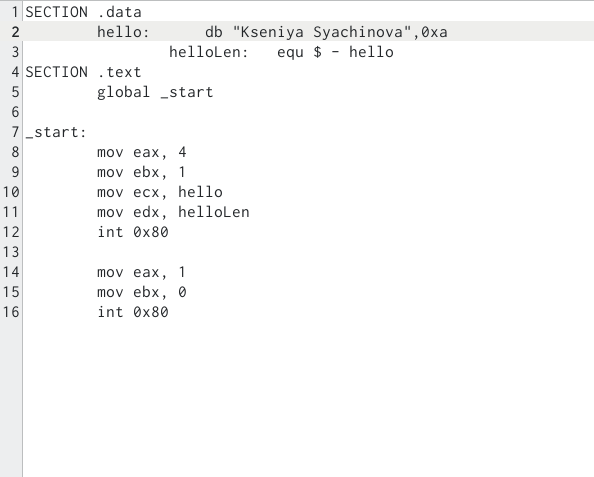 1 SECTION .data
2 hello: db "Kseniya Syachinova",0xa
3 helloLen: equ $ - hello
4 SECTION .text
5 global _start
6
7 _start:
8 mov eax, 4
9 mov ebx, 1
10 mov ecx, hello
11 mov edx, helloLen
12 int 0x80
13
14 mov eax, 1
15 mov ebx, 0
16 int 0x80